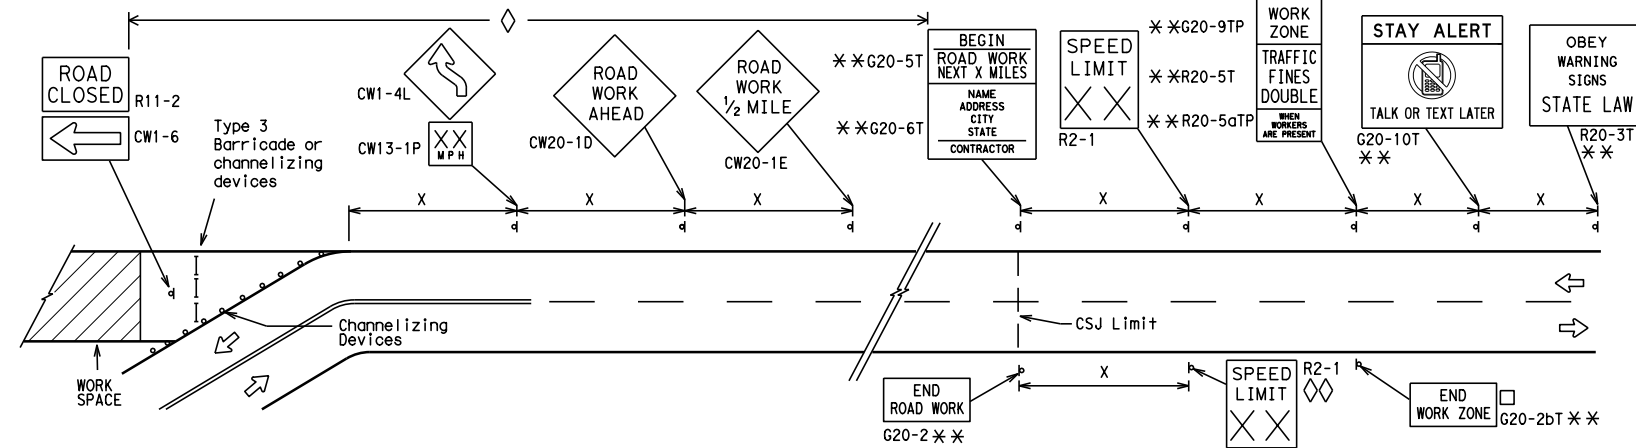 ROAD
CLOSED
R11-2
CW1-6
Type 3
Barricade or
channelizing
devices
CW1-4L
XX
MPH
CW13-1P
ROAD
WORK
AHEAD
CW20-1D
ROAD
WORK
1/2 MILE
CW20-1E
**G20-5T
**G20-6T
BEGIN
ROAD WORK
NEXT X MILES
NAME
ADDRESS
CITY
STATE
CONTRACTOR
SPEED
LIMIT
XX
R2-1
**G20-9TP
**R20-5T
**R20-5aTP
WORK
ZONE
TRAFFIC
FINES
DOUBLE
WHEN
WORKERS
ARE PRESENT
STAY ALERT
TALK OR TEXT LATER
G20-10T
**
OBEY
WARNING
SIGNS
STATE LAW
R20-3T
**
X
X
X
X
X
X
X
Channelizing
Devices
CSJ Limit
WORK
SPACE
END
ROAD WORK
G20-2**
X
SPEED
LIMIT
XX
R2-1
END
WORK ZONE
G20-2bT**